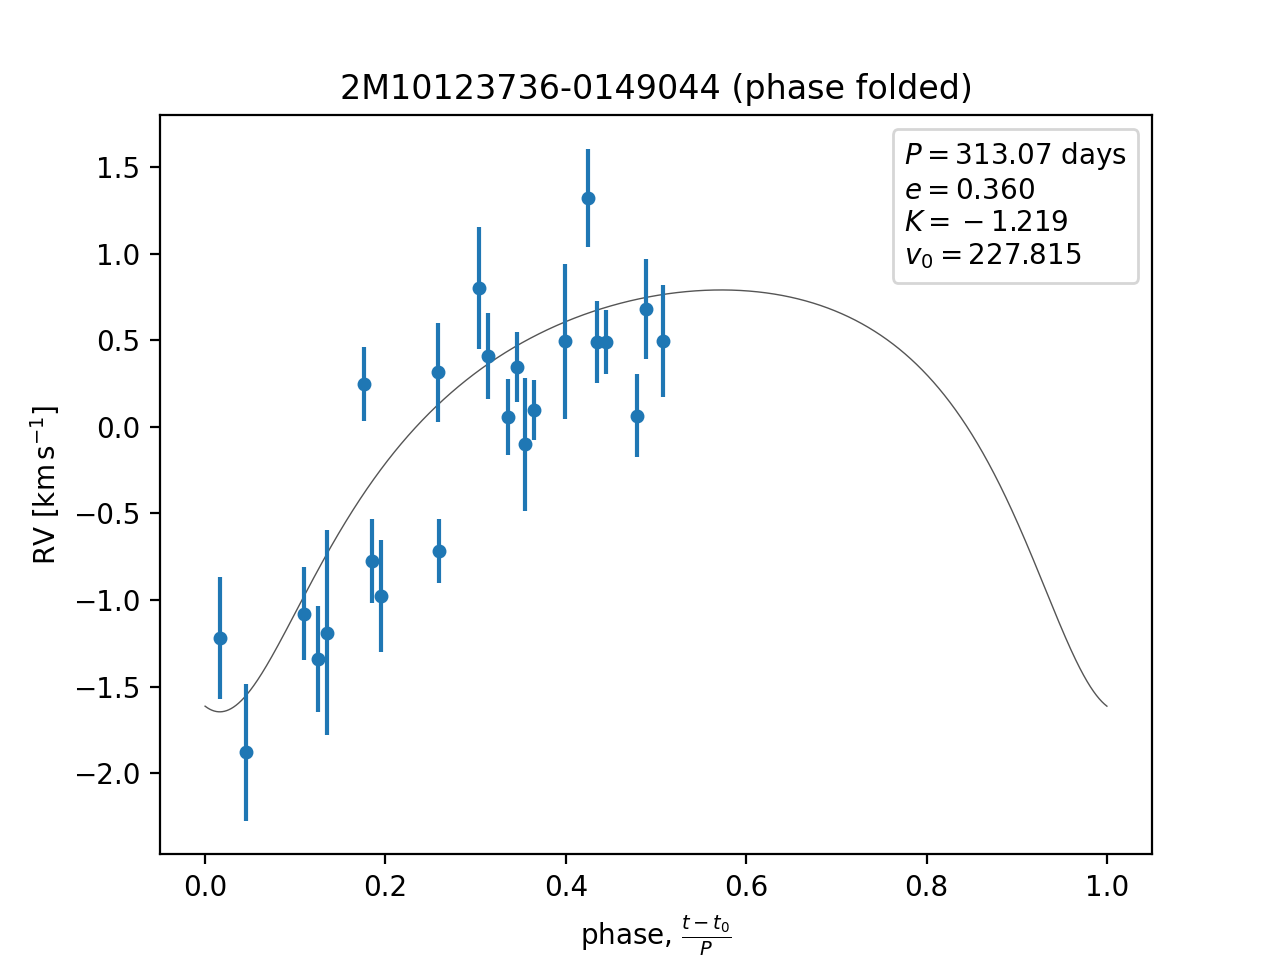 2M10123736-0149044 (phase folded)
P = 313.07 days
e = 0.360
K = −1.219
v₀ = 227.815
1.5
1.0
0.5
0.0
−0.5
−1.0
−1.5
−2.0
RV [km s⁻¹]
0.0 0.2 0.4 0.6 0.8 1.0
phase, (t − t₀)/P